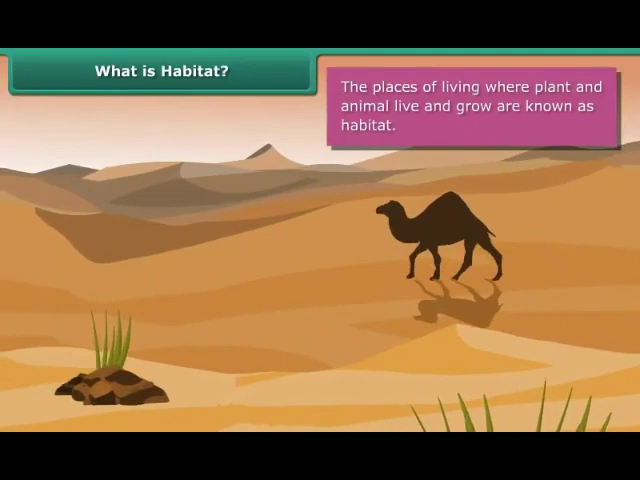 What is Habitat?
The places of living where plant and
animal live and grow are known as
habitat.